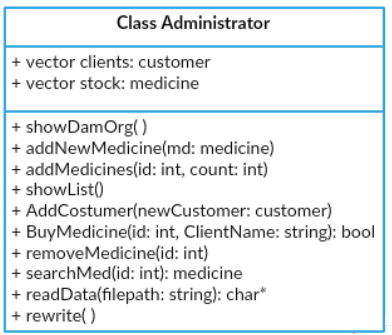 Class Administrator
+ vector clients: customer
+ vector stock: medicine
+ showDamOrg( )
+ addNewMedicine(md: medicine)
+ addMedicines(id: int, count: int)
+ showList()
+ AddCostumer(newCustomer: customer)
+ BuyMedicine(id: int, ClientName: string): bool
+ removeMedicine(id: int)
+ searchMed(id: int): medicine
+ readData(filepath: string): char*
+ rewrite( )